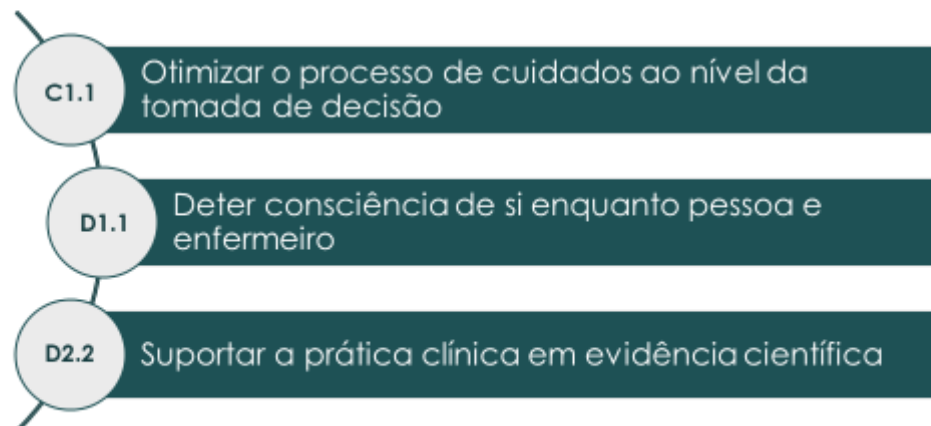 C1.1
Otimizar o processo de cuidados ao nível da
tomada de decisão
D1.1
Deter consciência de si enquanto pessoa e
enfermeiro
D2.2
Suportar a prática clínica em evidência científica